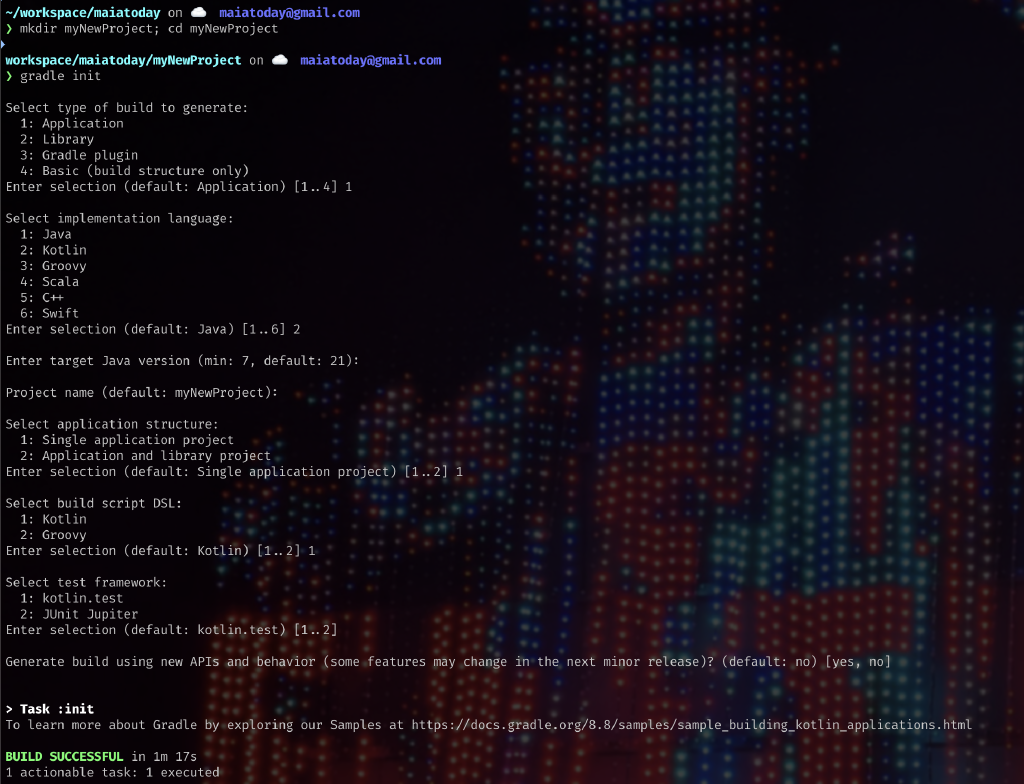 ~/workspace/maiatoday on ☁️ maiatoday@gmail.com
❯ mkdir myNewProject; cd myNewProject
workspace/maiatoday/myNewProject on ☁️ maiatoday@gmail.com
❯ gradle init
Select type of build to generate:
  1: Application
  2: Library
  3: Gradle plugin
  4: Basic (build structure only)
Enter selection (default: Application) [1..4] 1
Select implementation language:
  1: Java
  2: Kotlin
  3: Groovy
  4: Scala
  5: C++
  6: Swift
Enter selection (default: Java) [1..6] 2
Enter target Java version (min: 7, default: 21):
Project name (default: myNewProject):
Select application structure:
  1: Single application project
  2: Application and library project
Enter selection (default: Single application project) [1..2] 1
Select build script DSL:
  1: Kotlin
  2: Groovy
Enter selection (default: Kotlin) [1..2] 1
Select test framework:
  1: kotlin.test
  2: JUnit Jupiter
Enter selection (default: kotlin.test) [1..2]
Generate build using new APIs and behavior (some features may change in the next minor release)? (default: no) [yes, no]
> Task :init
To learn more about Gradle by exploring our Samples at https://docs.gradle.org/8.8/samples/sample_building_kotlin_applications.html
BUILD SUCCESSFUL in 1m 17s
1 actionable task: 1 executed